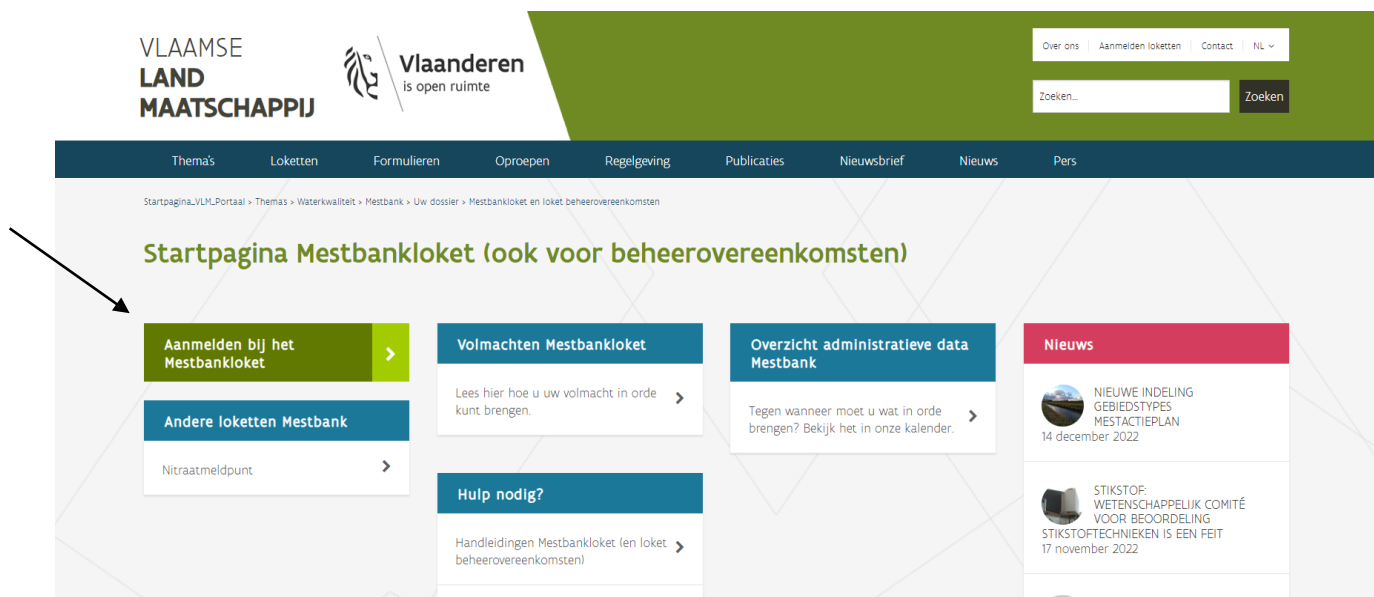 VLAAMSE
LAND
MAATSCHAPPIJ
Vlaanderen
is open ruimte
Over ons Aanmelden loketten Contact NL
Zoeken... Zoeken
Thema's Loketten Formulieren Oproepen Regelgeving Publicaties Nieuwsbrief Nieuws Pers
Startpagina_VLM_Portaal > Themas > Waterkwaliteit > Mestbank > Uw dossier > Mestbankloket en loket beheerovereenkomsten
Startpagina Mestbankloket (ook voor beheerovereenkomsten)
Aanmelden bij het
Mestbankloket
Andere loketten Mestbank
Nitraatmeldpunt
Volmachten Mestbankloket
Lees hier hoe u uw volmacht in orde
kunt brengen.
Hulp nodig?
Handleidingen Mestbankloket (en loket
beheerovereenkomsten)
Overzicht administratieve data
Mestbank
Tegen wanneer moet u wat in orde
brengen? Bekijk het in onze kalender.
Nieuws
NIEUWE INDELING
GEBIEDSTYPES
MESTACTIEPLAN
14 december 2022
STIKSTOF:
WETENSCHAPPELIJK COMITÉ
VOOR BEOORDELING
STIKSTOFTECHNIEKEN IS EEN FEIT
17 november 2022